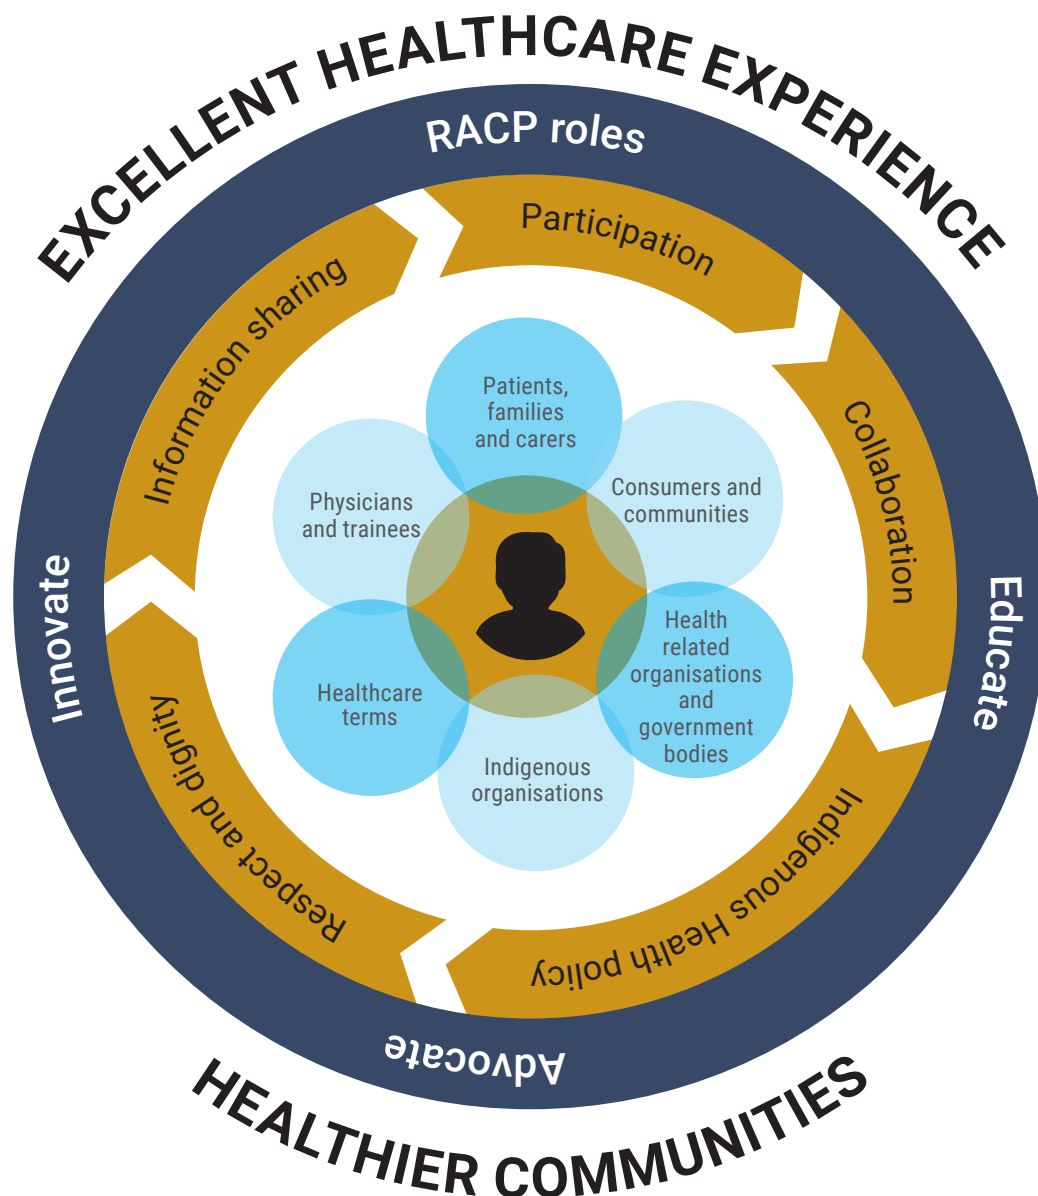 EXCELLENT HEALTHCARE EXPERIENCE
RACP roles
Participation
Information sharing
Collaboration
Patients,
families
and carers
Consumers and
communities
Physicians
and trainees
Health
related
organisations
and
government
bodies
Healthcare
terms
Indigenous
organisations
Innovate
Educate
Respect and dignity
Indigenous Health policy
Advocate
HEALTHIER COMMUNITIES